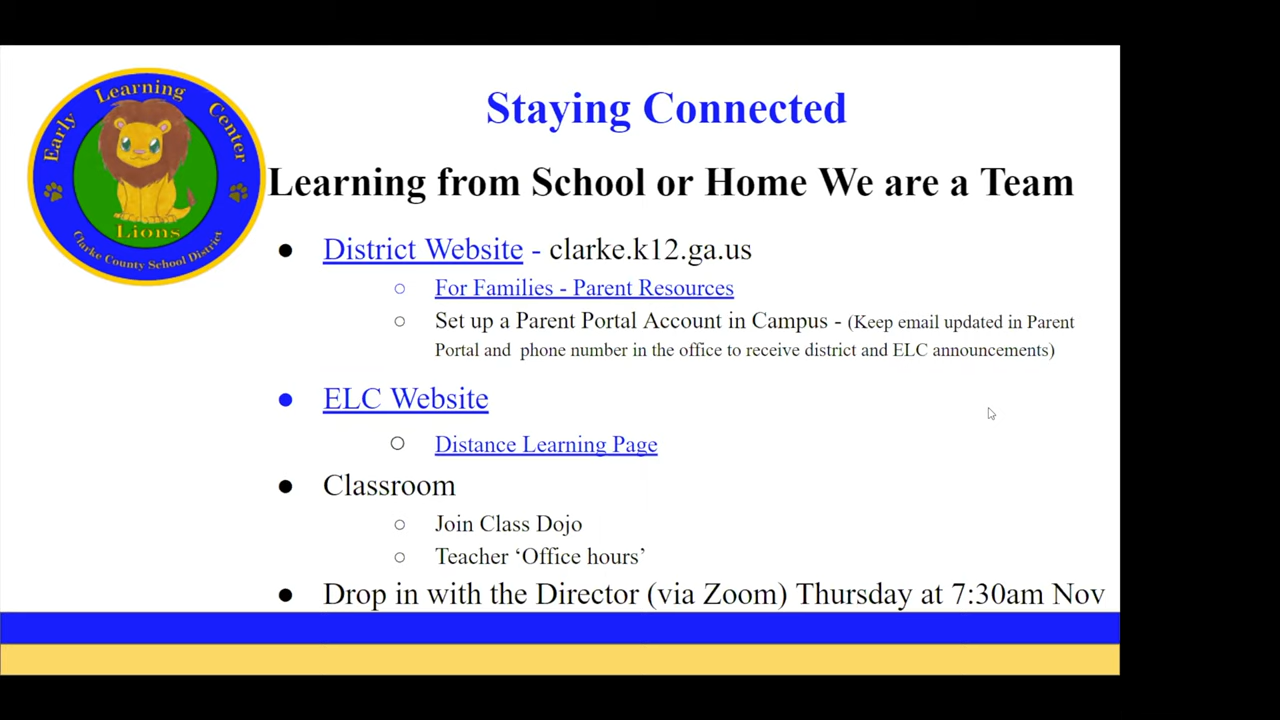 Early Learning Center
Lions
Clarke County School District
Staying Connected
Learning from School or Home We are a Team
● District Website - clarke.k12.ga.us
○ For Families - Parent Resources
○ Set up a Parent Portal Account in Campus - (Keep email updated in Parent
Portal and phone number in the office to receive district and ELC announcements)
● ELC Website
○ Distance Learning Page
● Classroom
○ Join Class Dojo
○ Teacher ‘Office hours’
● Drop in with the Director (via Zoom) Thursday at 7:30am Nov